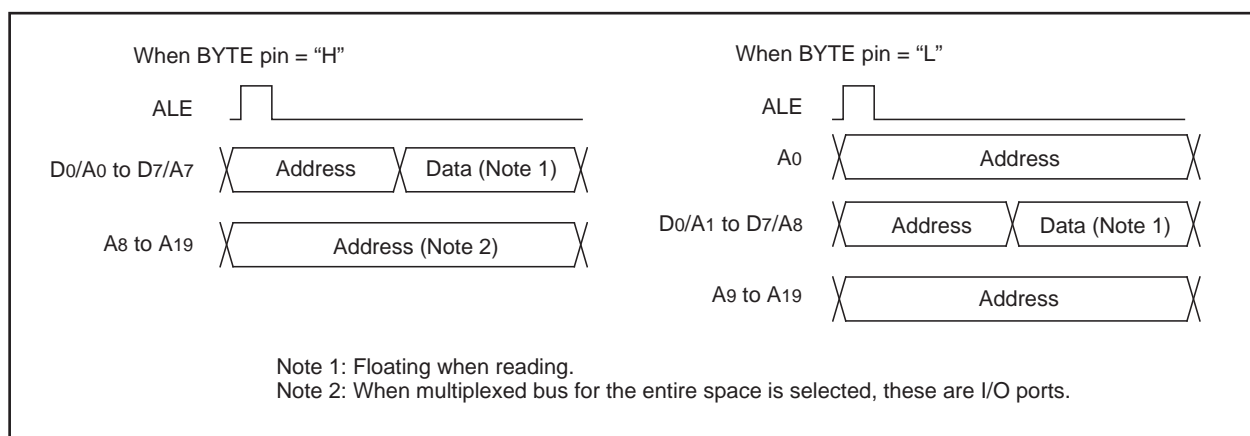 When BYTE pin = “H”
ALE
D0/A0 to D7/A7
Address
Data (Note 1)
A8 to A19
Address (Note 2)
When BYTE pin = “L”
ALE
A0
Address
D0/A1 to D7/A8
Address
Data (Note 1)
A9 to A19
Address
Note 1: Floating when reading.
Note 2: When multiplexed bus for the entire space is selected, these are I/O ports.